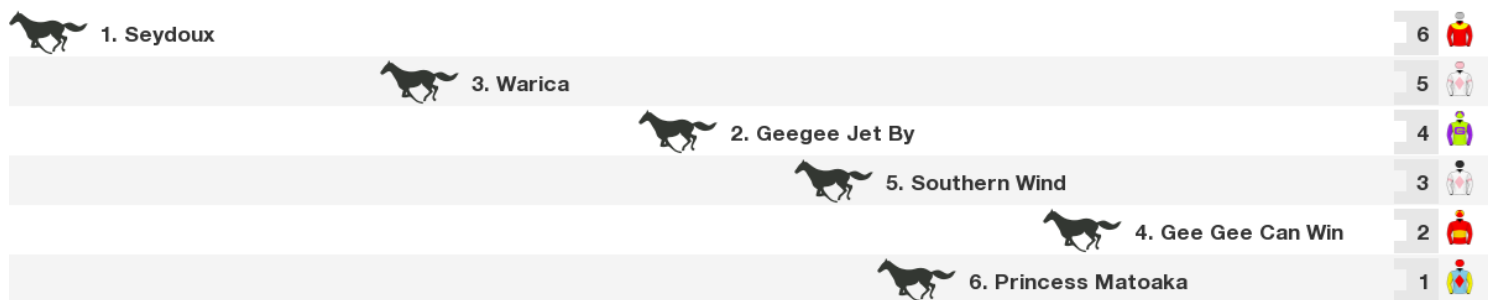 1. Seydoux 6
3. Warica 5
2. Geegee Jet By 4
5. Southern Wind 3
4. Gee Gee Can Win 2
6. Princess Matoaka 1